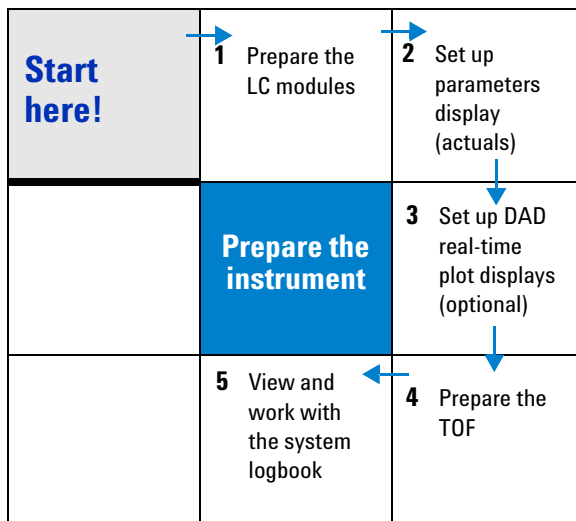 Start
here!
1 Prepare the
LC modules
2 Set up
parameters
display
(actuals)
Prepare the
instrument
3 Set up DAD
real-time
plot displays
(optional)
4 Prepare the
TOF
5 View and
work with
the system
logbook